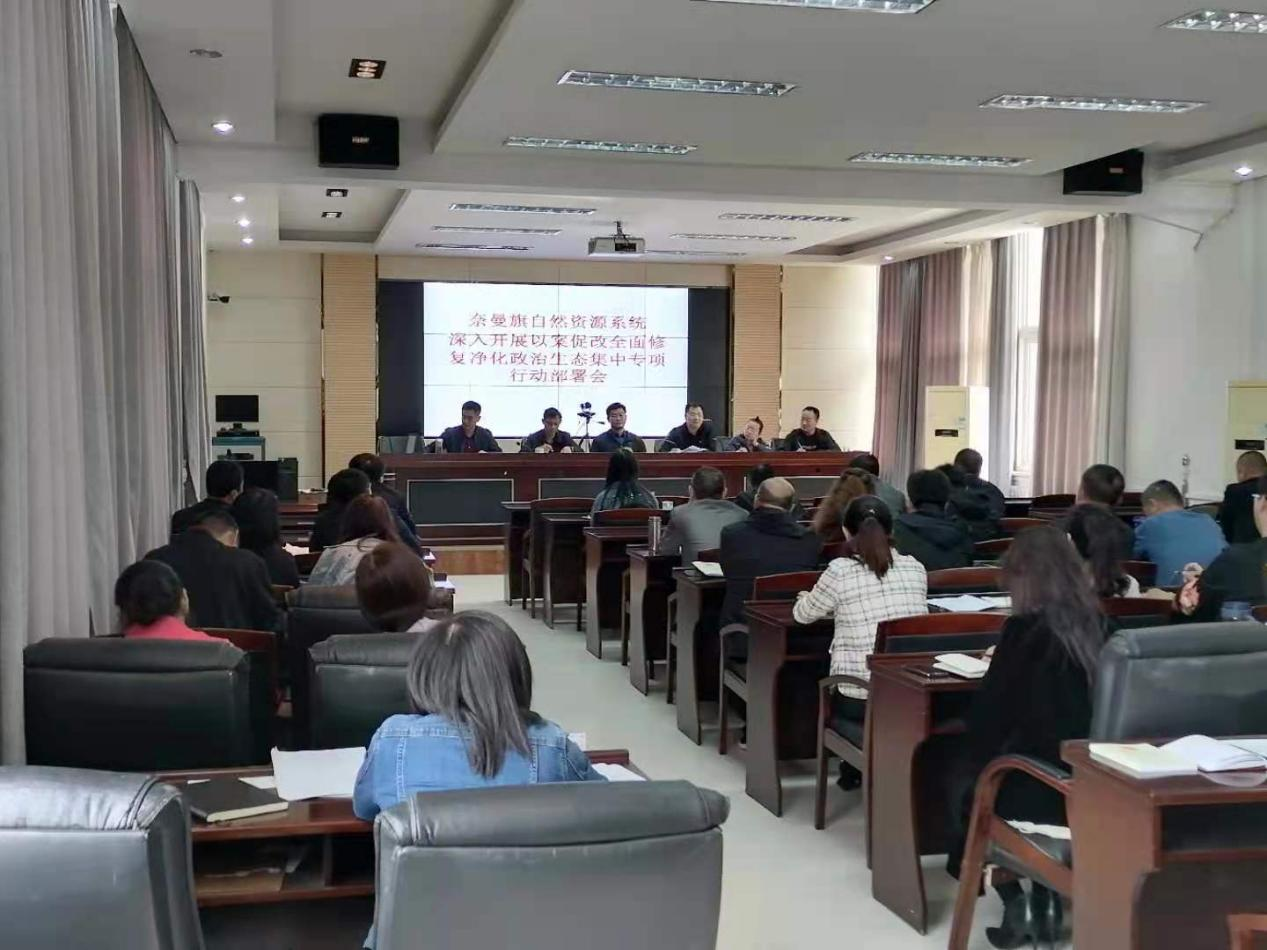 奈曼旗自然资源系统
深入开展以案促改全面修
复净化政治生态集中专项
行动部署会